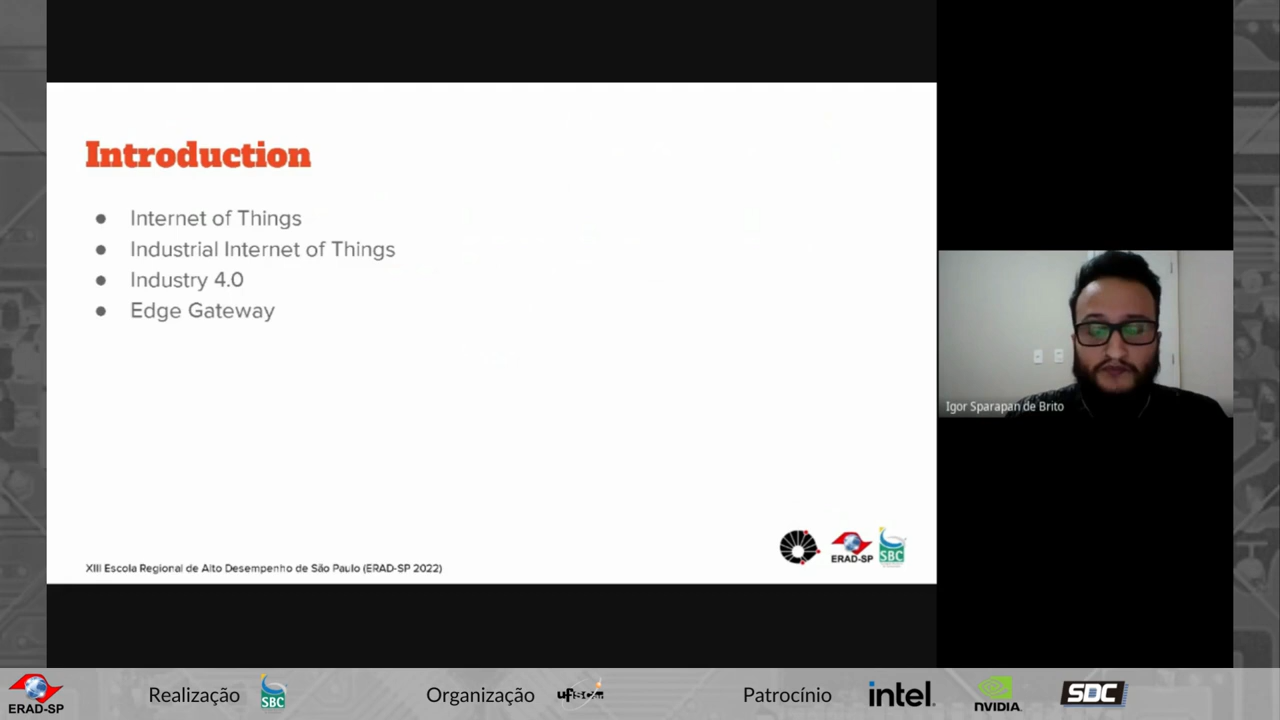 Introduction
● Internet of Things
● Industrial Internet of Things
● Industry 4.0
● Edge Gateway
Igor Sparapan de Brito
ERAD-SP
SBC
XIII Escola Regional de Alto Desempenho de São Paulo (ERAD-SP 2022)
ERAD-SP
Realização
SBC
Organização
ufscar
Patrocínio
intel.
NVIDIA.
SDC